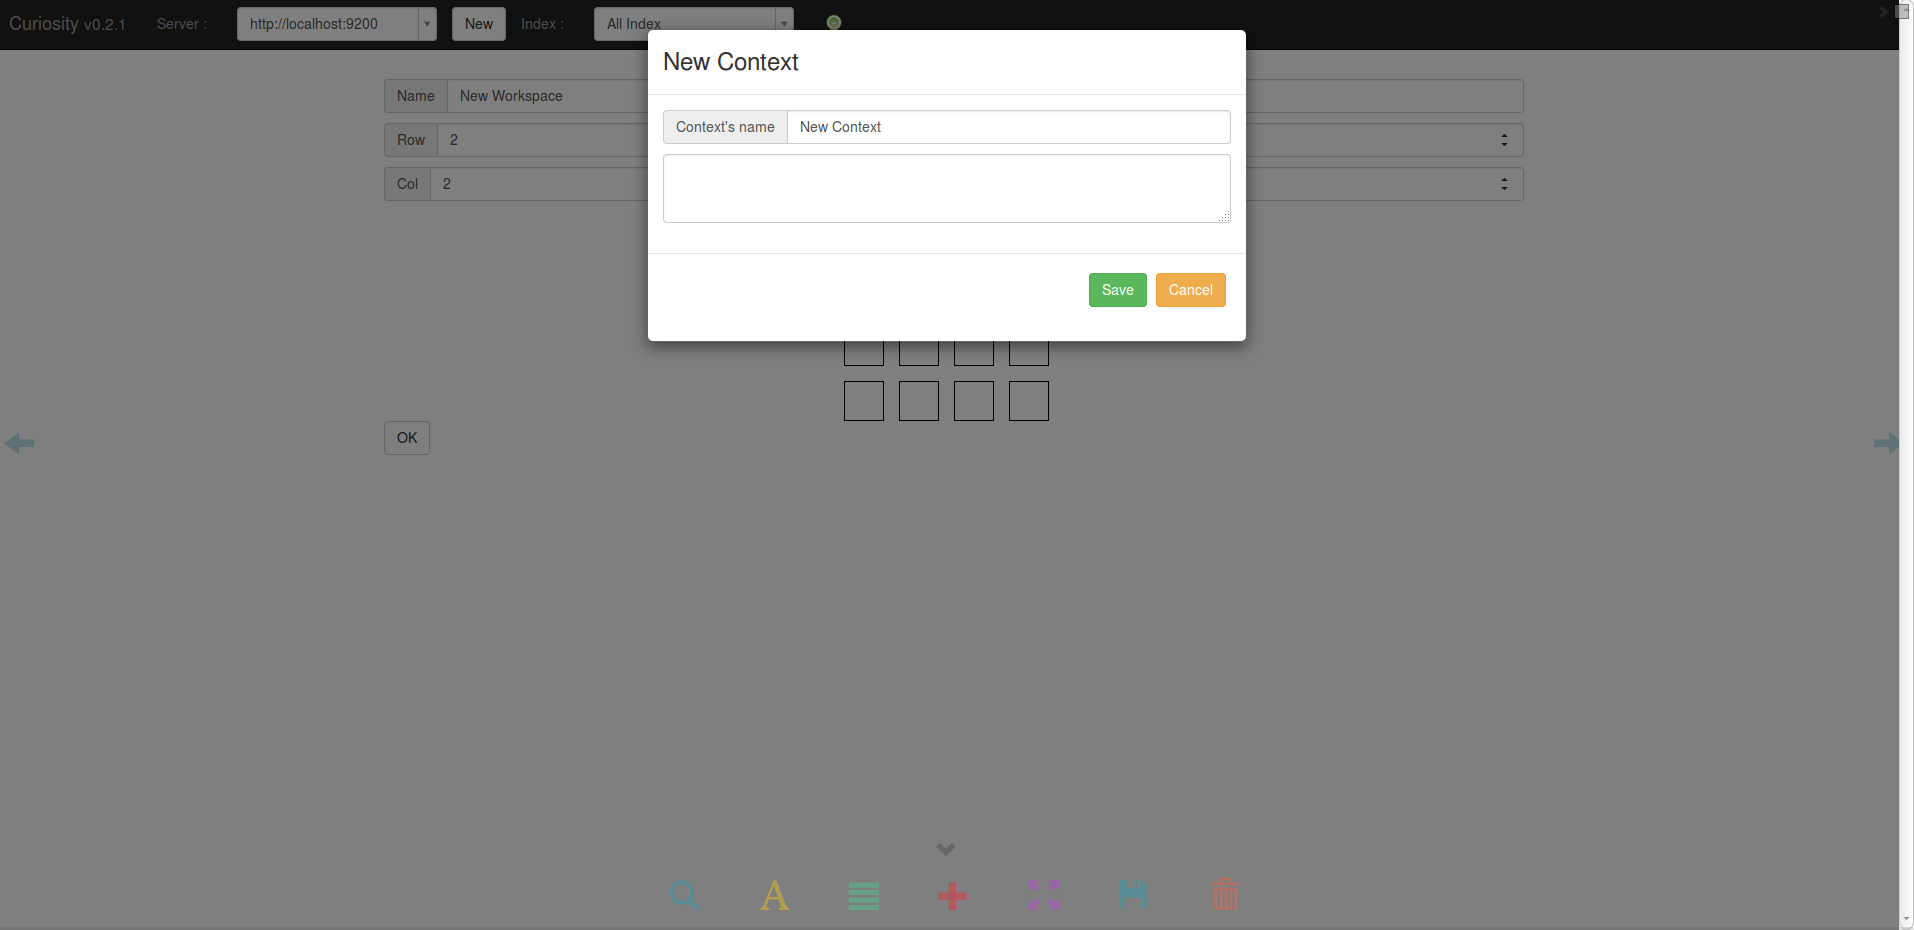 Curiosity v0.2.1 Server : http://localhost:9200 New Index : All Index
New Context
Name New Workspace
Context's name New Context
Row 2
Col 2
Save Cancel
OK
A